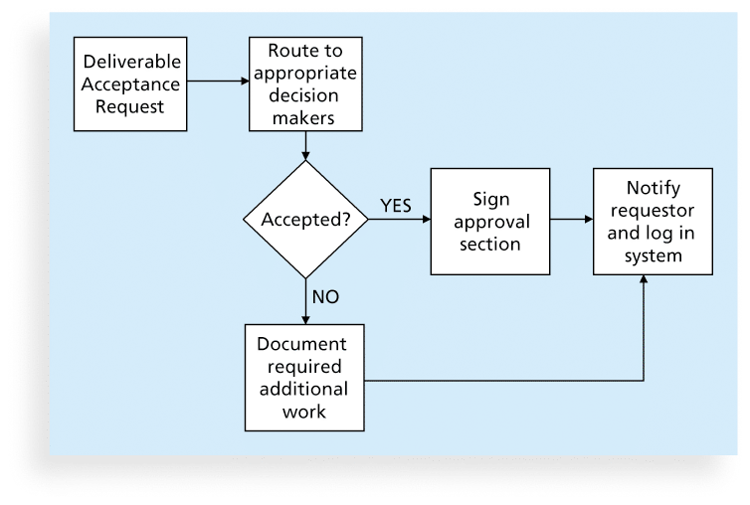 Deliverable
Acceptance
Request
Route to
appropriate
decision
makers
Accepted?
YES
Sign
approval
section
Notify
requestor
and log in
system
NO
Document
required
additional
work